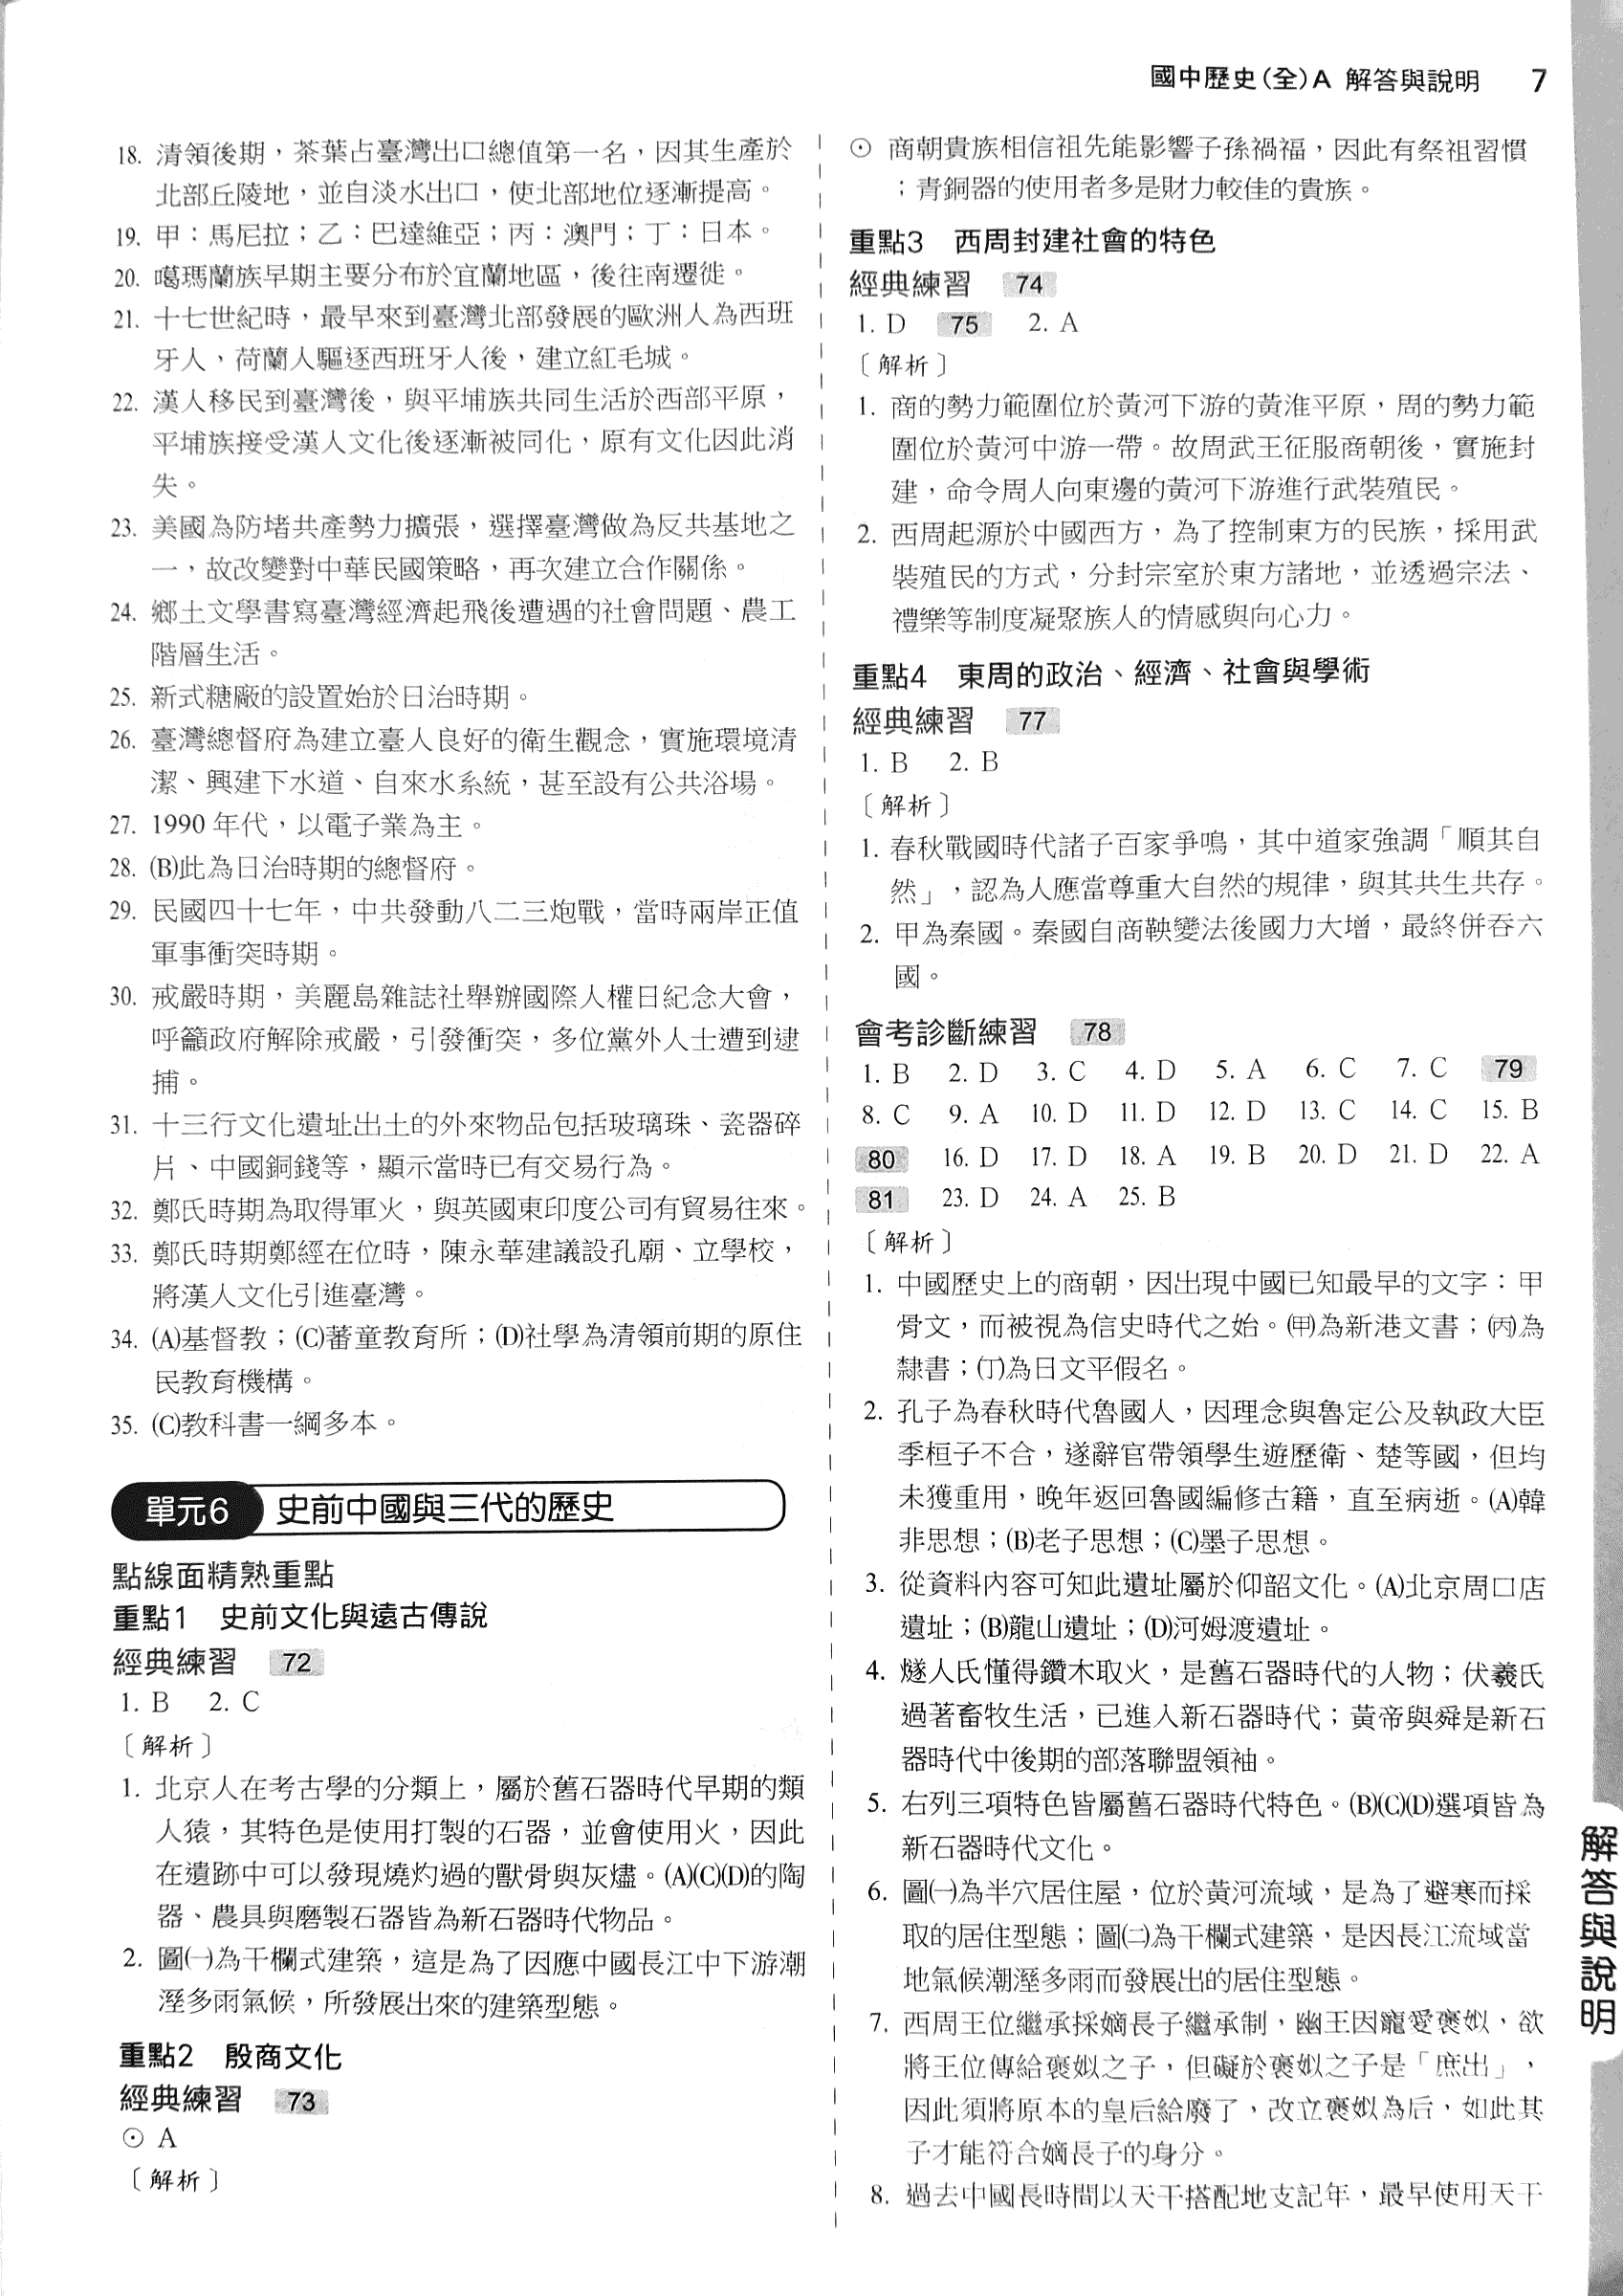 國中歷史(全)A 解答與說明 7
18. 清領後期，茶葉占臺灣出口總值第一名，因其生產於
北部丘陵地，並自淡水出口，使北部地位逐漸提高。
19. 甲：馬尼拉；乙：巴達維亞；丙：澳門；丁：日本。
20. 噶瑪蘭族早期主要分布於宜蘭地區，後往南遷徙。
21. 十七世紀時，最早來到臺灣北部發展的歐洲人為西班
牙人，荷蘭人驅逐西班牙人後，建立紅毛城。
22. 漢人移民到臺灣後，與平埔族共同生活於西部平原，
平埔族接受漢人文化後逐漸被同化，原有文化因此消
失。
23. 美國為防堵共產勢力擴張，選擇臺灣做為反共基地之
一，故改變對中華民國策略，再次建立合作關係。
24. 鄉土文學書寫臺灣經濟起飛後遭遇的社會問題、農工
階層生活。
25. 新式糖廠的設置始於日治時期。
26. 臺灣總督府為建立臺人良好的衛生觀念，實施環境清
潔、興建下水道、自來水系統，甚至設有公共浴場。
27. 1990 年代，以電子業為主。
28. (B)此為日治時期的總督府。
29. 民國四十七年，中共發動八二三炮戰，當時兩岸正值
軍事衝突時期。
30. 戒嚴時期，美麗島雜誌社舉辦國際人權日紀念大會，
呼籲政府解除戒嚴，引發衝突，多位黨外人士遭到逮
捕。
31. 十三行文化遺址出土的外來物品包括玻璃珠、瓷器碎
片、中國銅錢等，顯示當時已有交易行為。
32. 鄭氏時期為取得軍火，與英國東印度公司有貿易往來。
33. 鄭氏時期鄭經在位時，陳永華建議設孔廟、立學校，
將漢人文化引進臺灣。
34. (A)基督教；(C)蕃童教育所；(D)社學為清領前期的原住
民教育機構。
35. (C)教科書一綱多本。
單元6 史前中國與三代的歷史
點線面精熟重點
重點1 史前文化與遠古傳說
經典練習 72
1. B 2. C
〔解析〕
1. 北京人在考古學的分類上，屬於舊石器時代早期的類
人猿，其特色是使用打製的石器，並會使用火，因此
在遺跡中可以發現燒灼過的獸骨與灰燼。(A)(C)(D)的陶
器、農具與磨製石器皆為新石器時代物品。
2. 圖㈠為干欄式建築，這是為了因應中國長江中下游潮
溼多雨氣候，所發展出來的建築型態。
重點2 殷商文化
經典練習 73
⊙ A
〔解析〕
⊙ 商朝貴族相信祖先能影響子孫禍福，因此有祭祖習慣
；青銅器的使用者多是財力較佳的貴族。
重點3 西周封建社會的特色
經典練習 74
1. D 75 2. A
〔解析〕
1. 商的勢力範圍位於黃河下游的黃淮平原，周的勢力範
圍位於黃河中游一帶。故周武王征服商朝後，實施封
建，命令周人向東邊的黃河下游進行武裝殖民。
2. 西周起源於中國西方，為了控制東方的民族，採用武
裝殖民的方式，分封宗室於東方諸地，並透過宗法、
禮樂等制度凝聚族人的情感與向心力。
重點4 東周的政治、經濟、社會與學術
經典練習 77
1. B 2. B
〔解析〕
1. 春秋戰國時代諸子百家爭鳴，其中道家強調「順其自
然」，認為人應當尊重大自然的規律，與其共生共存。
2. 甲為秦國。秦國自商鞅變法後國力大增，最終併吞六
國。
會考診斷練習 78
1. B 2. D 3. C 4. D 5. A 6. C 7. C 79
8. C 9. A 10. D 11. D 12. D 13. C 14. C 15. B
80 16. D 17. D 18. A 19. B 20. D 21. D 22. A
81 23. D 24. A 25. B
〔解析〕
1. 中國歷史上的商朝，因出現中國已知最早的文字：甲
骨文，而被視為信史時代之始。(甲)為新港文書；(丙)為
隸書；(丁)為日文平假名。
2. 孔子為春秋時代魯國人，因理念與魯定公及執政大臣
季桓子不合，遂辭官帶領學生遊歷衛、楚等國，但均
未獲重用，晚年返回魯國編修古籍，直至病逝。(A)韓
非思想；(B)老子思想；(C)墨子思想。
3. 從資料內容可知此遺址屬於仰韶文化。(A)北京周口店
遺址；(B)龍山遺址；(D)河姆渡遺址。
4. 燧人氏懂得鑽木取火，是舊石器時代的人物；伏羲氏
過著畜牧生活，已進入新石器時代；黃帝與舜是新石
器時代中後期的部落聯盟領袖。
5. 右列三項特色皆屬舊石器時代特色。(B)(C)(D)選項皆為
新石器時代文化。
6. 圖㈠為半穴居住屋，位於黃河流域，是為了避寒而採
取的居住型態；圖㈡為干欄式建築，是因長江流域當
地氣候潮溼多雨而發展出的居住型態。
7. 西周王位繼承採嫡長子繼承制，幽王因寵愛褒姒，欲
將王位傳給褒姒之子，但礙於褒姒之子是「庶出」，
因此須將原本的皇后給廢了，改立褒姒為后，如此其
子才能符合嫡長子的身分。
8. 過去中國長時間以天干搭配地支記年，最早使用天干
解答與說明